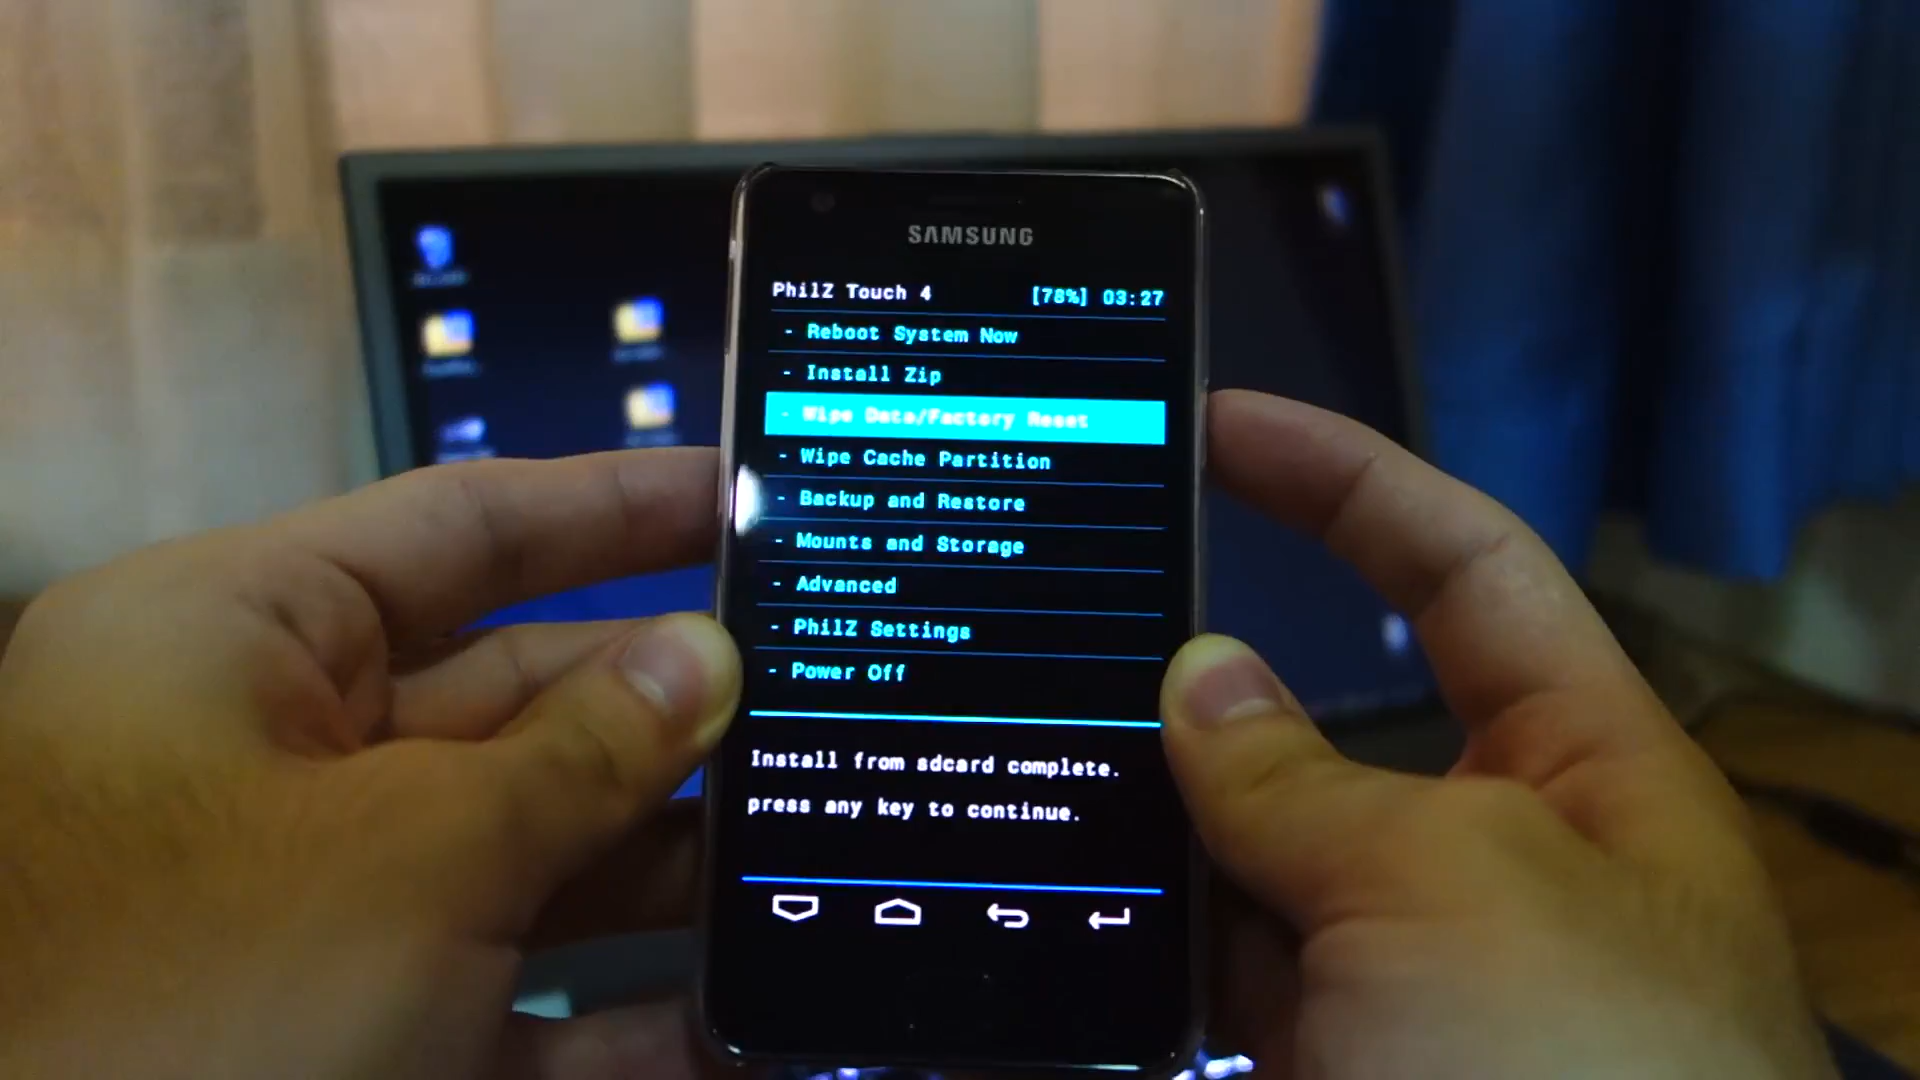 SAMSUNG
PhilZ Touch 4 [78%] 03:27
- Reboot System Now
- Install Zip
- Wipe Data/Factory Reset
- Wipe Cache Partition
- Backup and Restore
- Mounts and Storage
- Advanced
- PhilZ Settings
- Power Off
Install from sdcard complete.
press any key to continue.